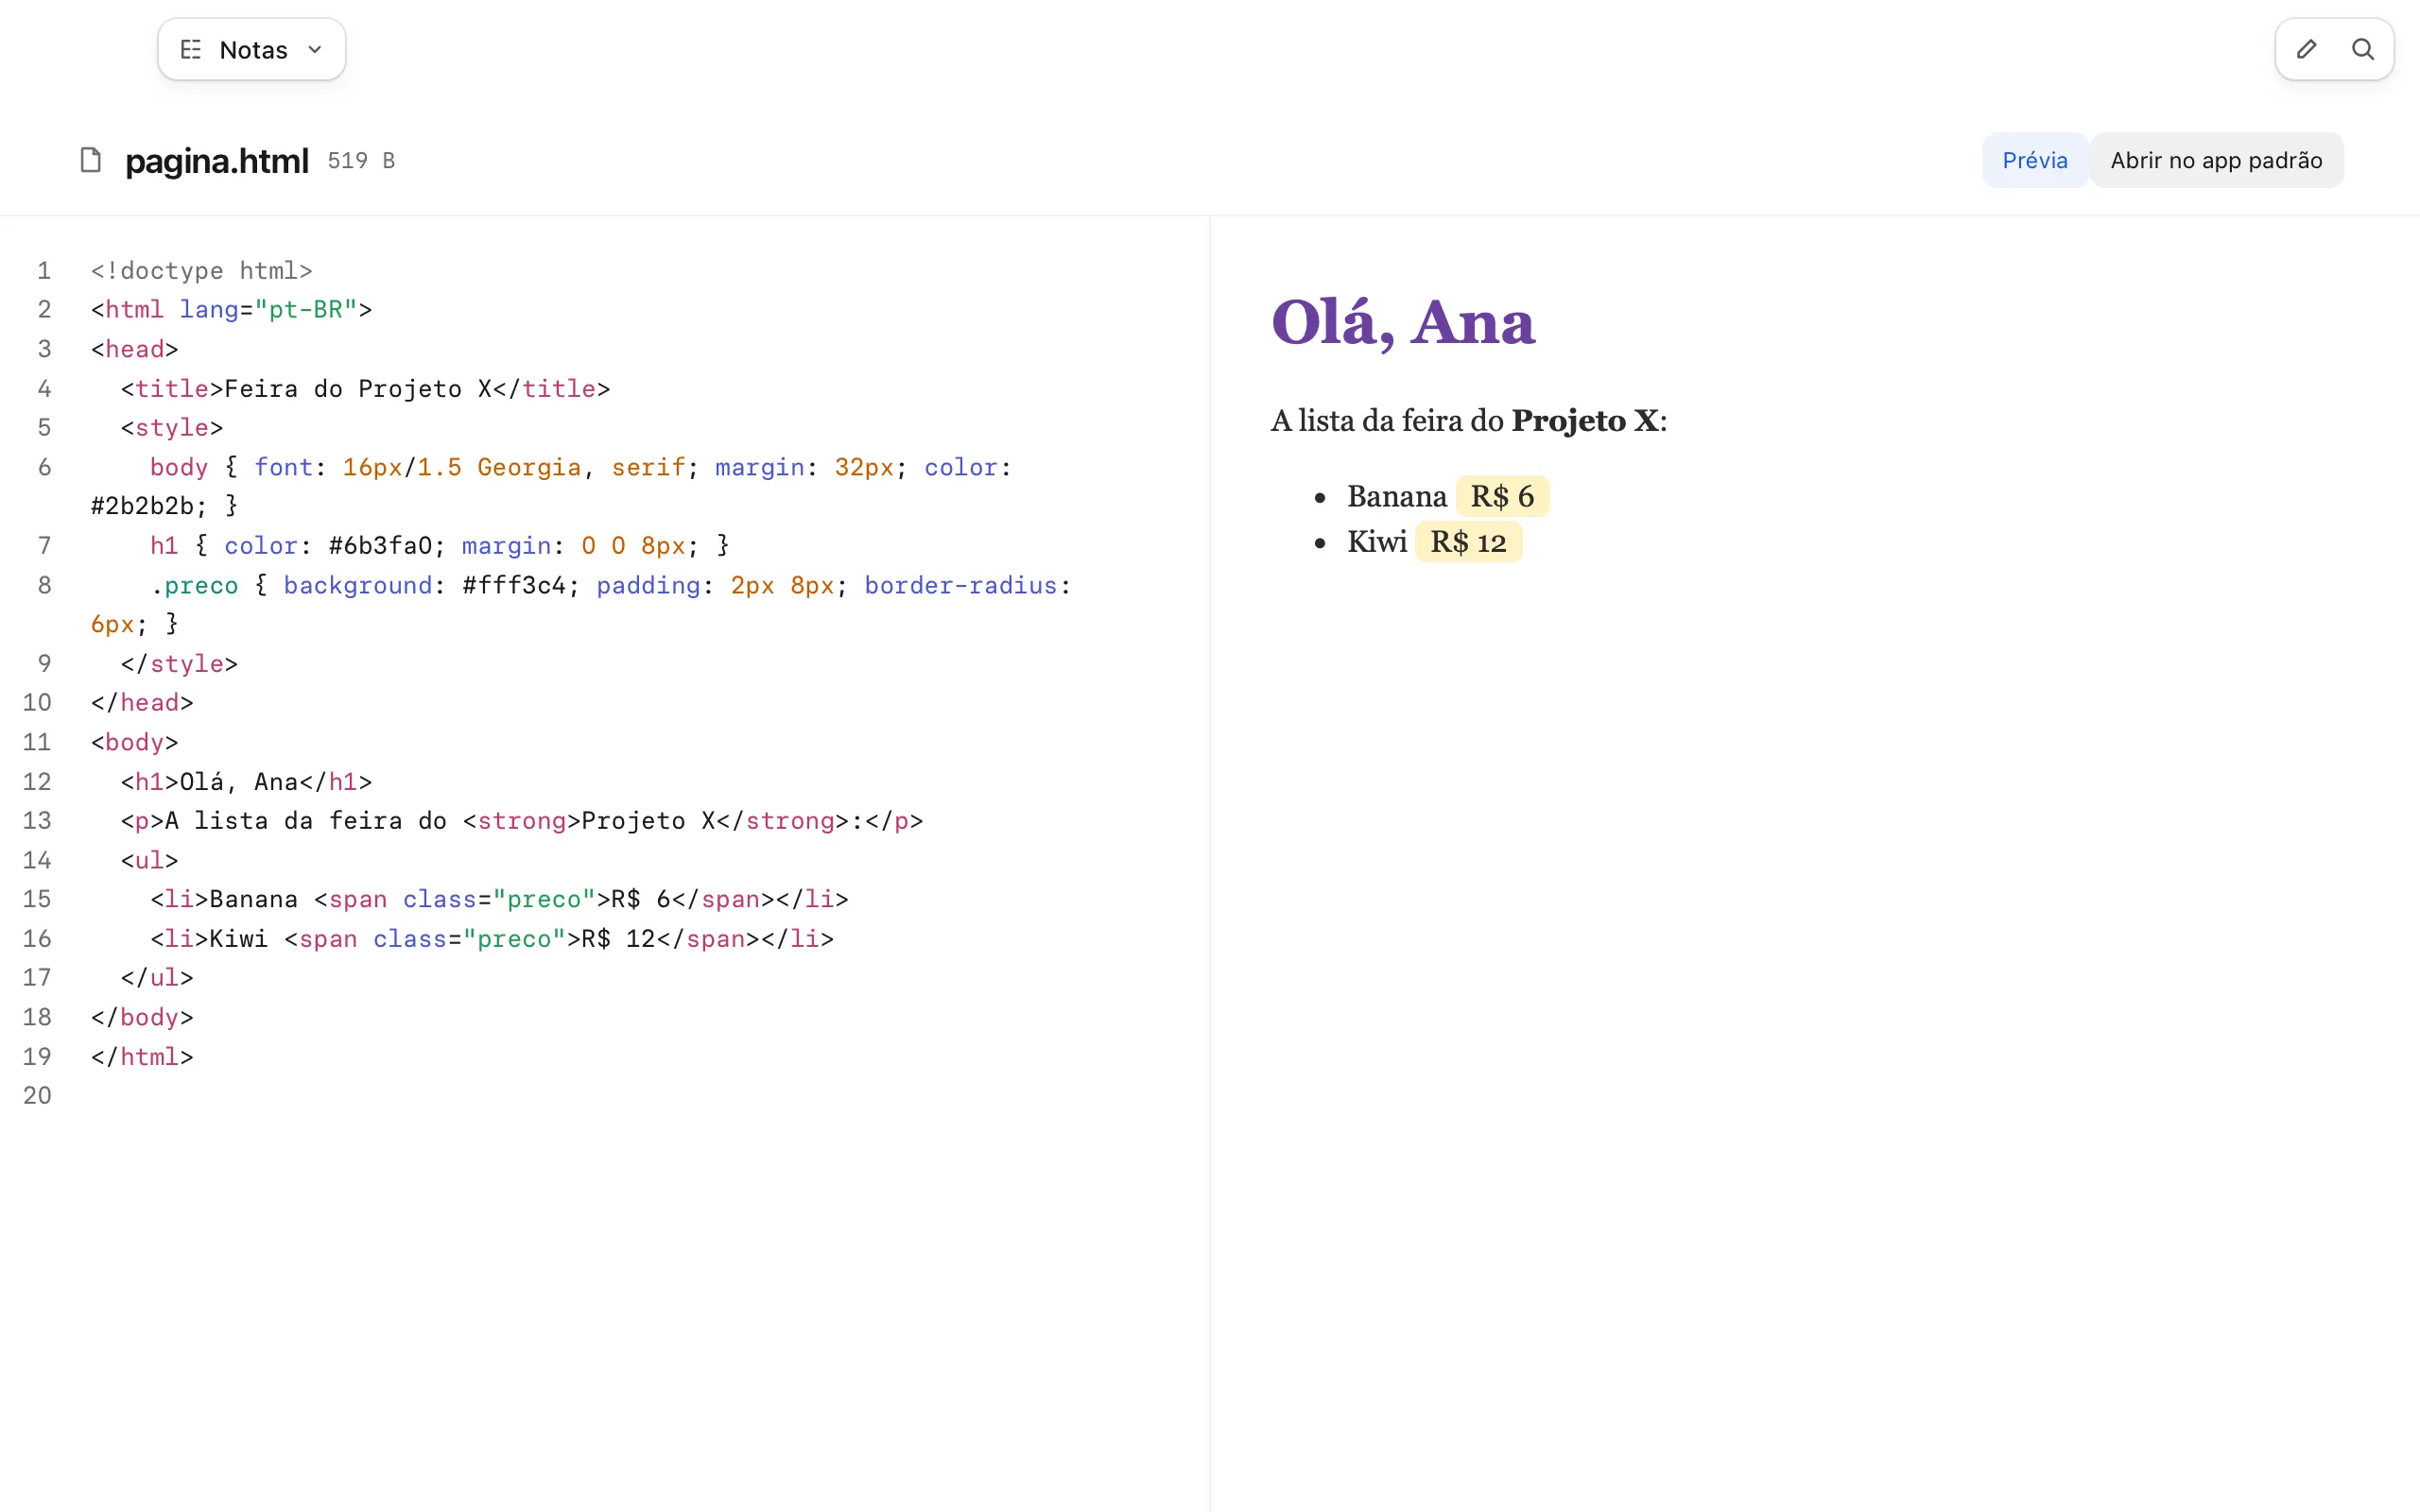 Notas
pagina.html 519 B
Prévia
Abrir no app padrão
1 <!doctype html>
2 <html lang="pt-BR">
3 <head>
4   <title>Feira do Projeto X</title>
5   <style>
6     body { font: 16px/1.5 Georgia, serif; margin: 32px; color:
#2b2b2b; }
7     h1 { color: #6b3fa0; margin: 0 0 8px; }
8     .preco { background: #fff3c4; padding: 2px 8px; border-radius:
6px; }
9   </style>
10 </head>
11 <body>
12   <h1>Olá, Ana</h1>
13   <p>A lista da feira do <strong>Projeto X</strong>:</p>
14   <ul>
15     <li>Banana <span class="preco">R$ 6</span></li>
16     <li>Kiwi <span class="preco">R$ 12</span></li>
17   </ul>
18 </body>
19 </html>
20
Olá, Ana
A lista da feira do Projeto X:
• Banana R$ 6
• Kiwi R$ 12